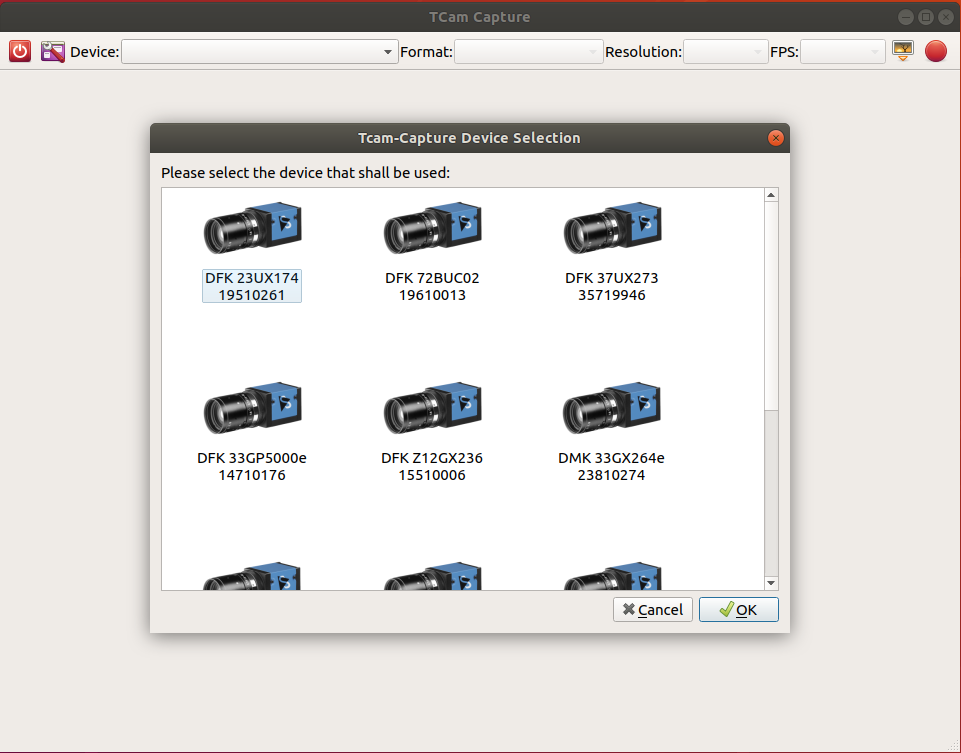 TCam Capture
Device: Format: Resolution: FPS:
Tcam-Capture Device Selection
Please select the device that shall be used:
DFK 23UX174 DFK 72BUC02 DFK 37UX273
19510261 19610013 35719946
DFK 33GP5000e DFK Z12GX236 DMK 33GX264e
14710176 15510006 23810274
Cancel OK